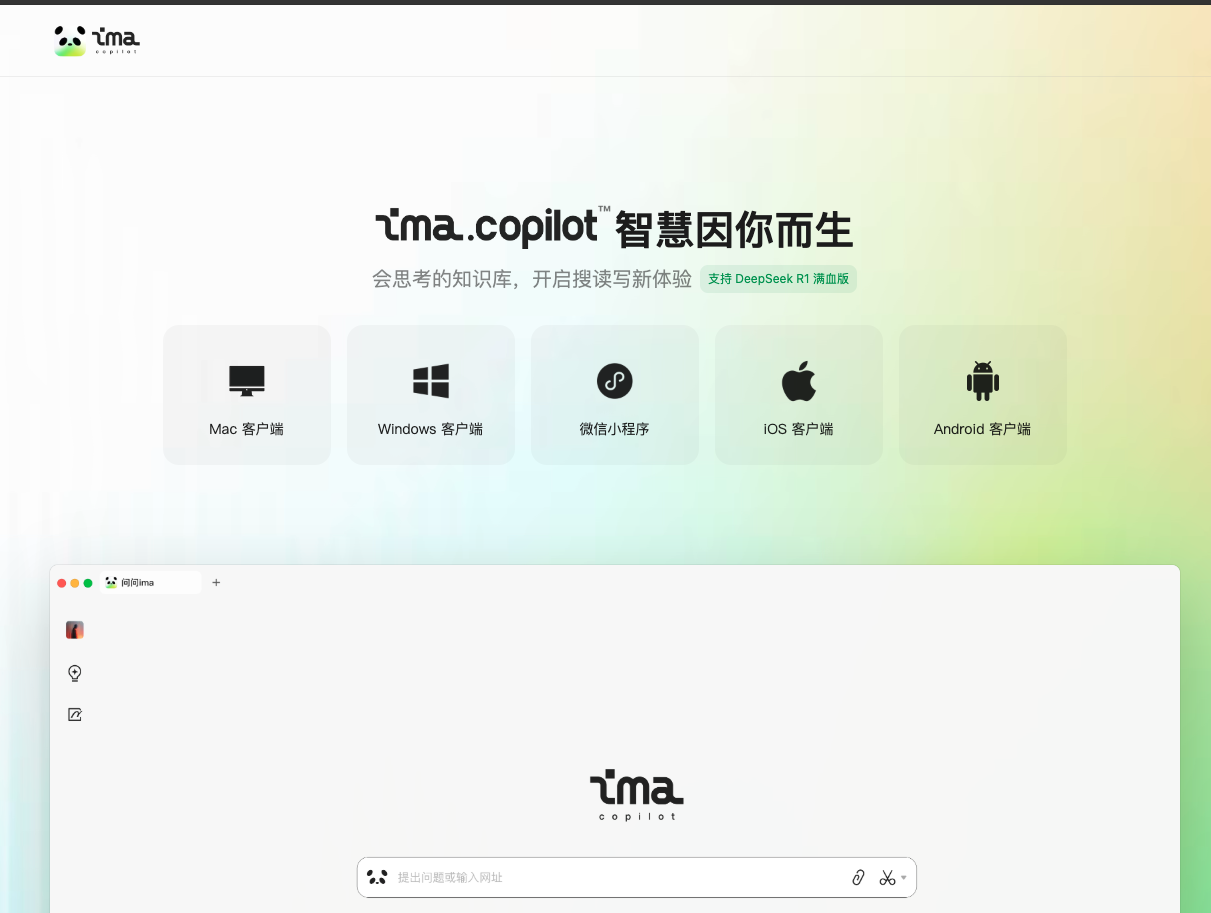 ima
copilot
ima.copilot™ 智慧因你而生
会思考的知识库，开启搜读写新体验 支持 DeepSeek R1 满血版
Mac 客户端 Windows 客户端 微信小程序 iOS 客户端 Android 客户端
问问ima +
ima
copilot
提出问题或输入网址